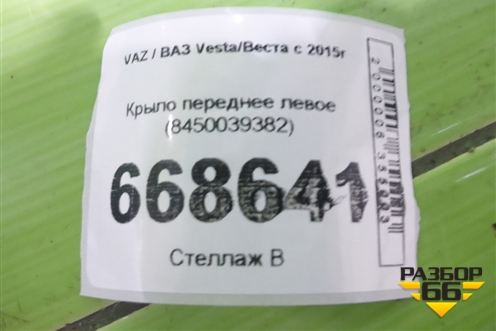 VAZ / ВАЗ Vesta/Веста с 2015г
Крыло переднее левое
(8450039382)
668641
Стеллаж В
РАЗБОР
66